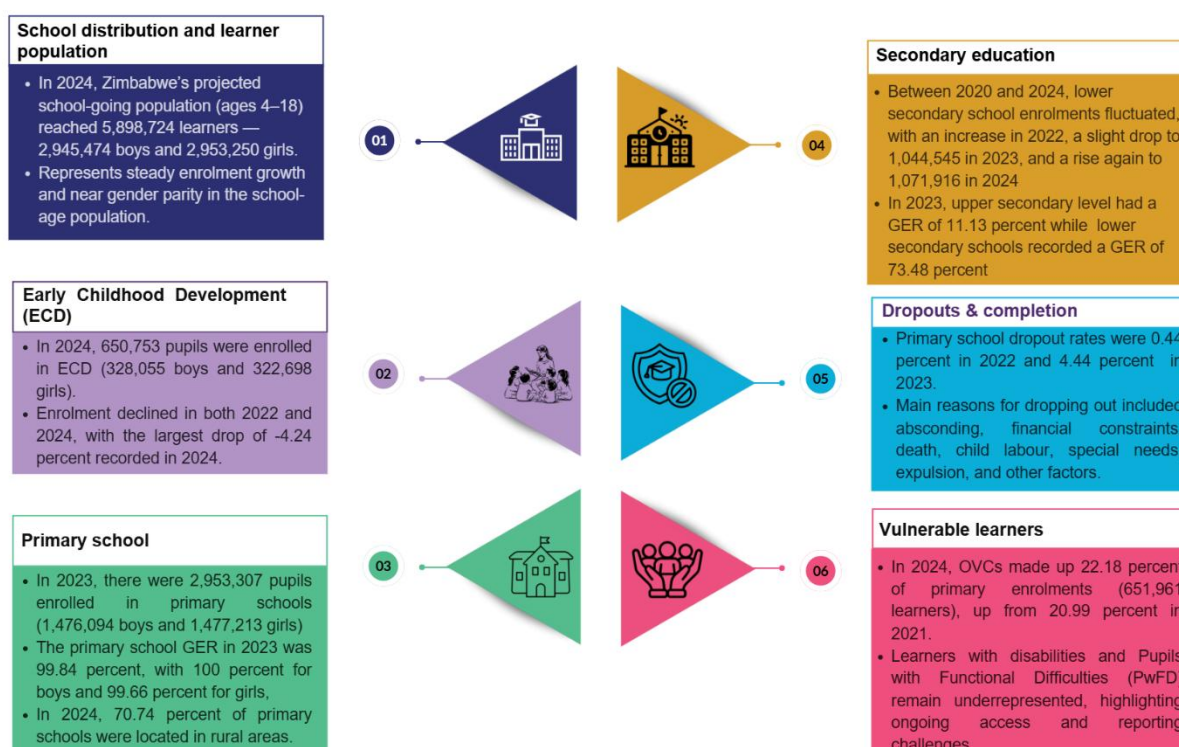 School distribution and learner
population
• In 2024, Zimbabwe's projected
school-going population (ages 4–18)
reached 5,898,724 learners —
2,945,474 boys and 2,953,250 girls.
• Represents steady enrolment growth
and near gender parity in the school-
age population.
01
Early Childhood Development
(ECD)
• In 2024, 650,753 pupils were enrolled
in ECD (328,055 boys and 322,698
girls).
• Enrolment declined in both 2022 and
2024, with the largest drop of -4.24
percent recorded in 2024.
02
Primary school
• In 2023, there were 2,953,307 pupils
enrolled in primary schools
(1,476,094 boys and 1,477,213 girls)
• The primary school GER in 2023 was
99.84 percent, with 100 percent for
boys and 99.66 percent for girls,
• In 2024, 70.74 percent of primary
schools were located in rural areas.
03
04
Secondary education
• Between 2020 and 2024, lower
secondary school enrolments fluctuated,
with an increase in 2022, a slight drop to
1,044,545 in 2023, and a rise again to
1,071,916 in 2024
• In 2023, upper secondary level had a
GER of 11.13 percent while lower
secondary schools recorded a GER of
73.48 percent
05
Dropouts & completion
• Primary school dropout rates were 0.44
percent in 2022 and 4.44 percent in
2023.
• Main reasons for dropping out included
absconding, financial constraints
death, child labour, special needs
expulsion, and other factors.
06
Vulnerable learners
• In 2024, OVCs made up 22.18 percent
of primary enrolments (651,961
learners), up from 20.99 percent in
2021.
• Learners with disabilities and Pupils
with Functional Difficulties (PwFD)
remain underrepresented, highlighting
ongoing access and reporting
challenges